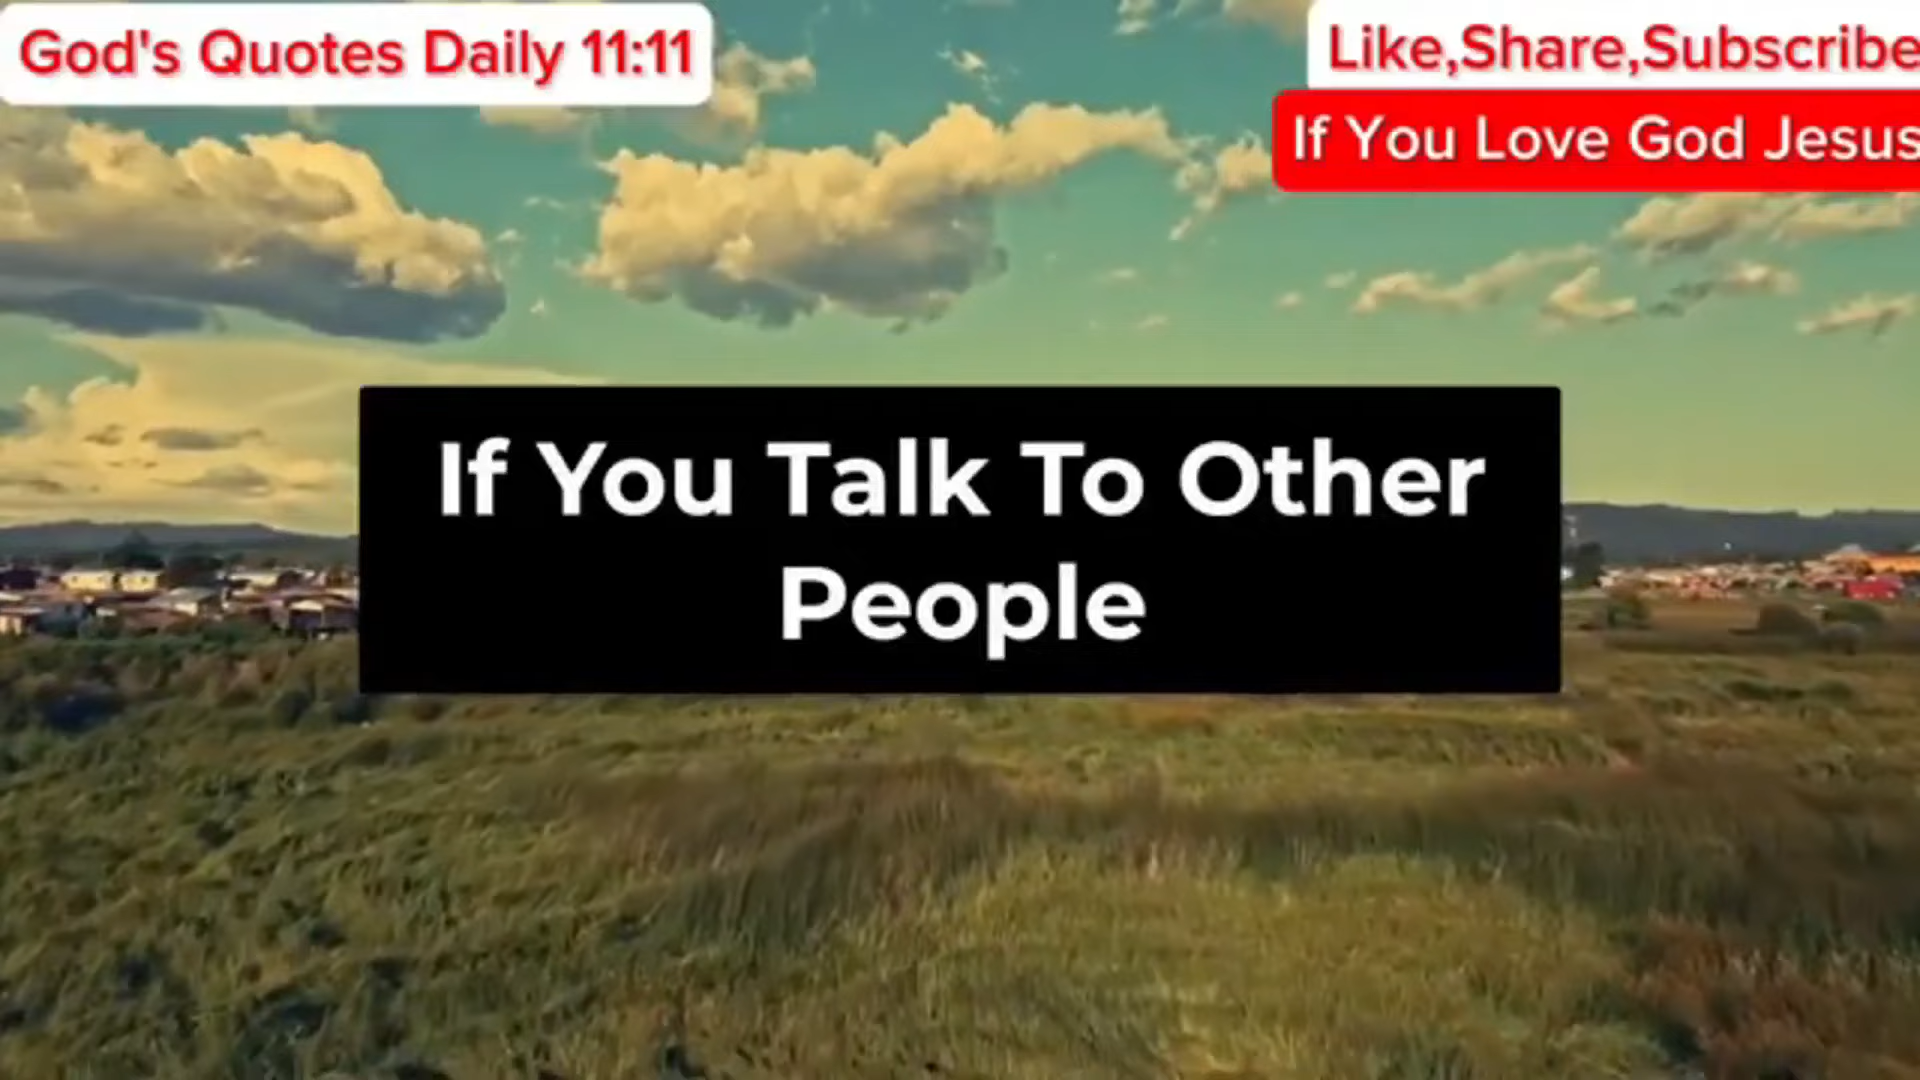 God's Quotes Daily 11:11
Like,Share,Subscribe
If You Love God Jesus
If You Talk To Other
People